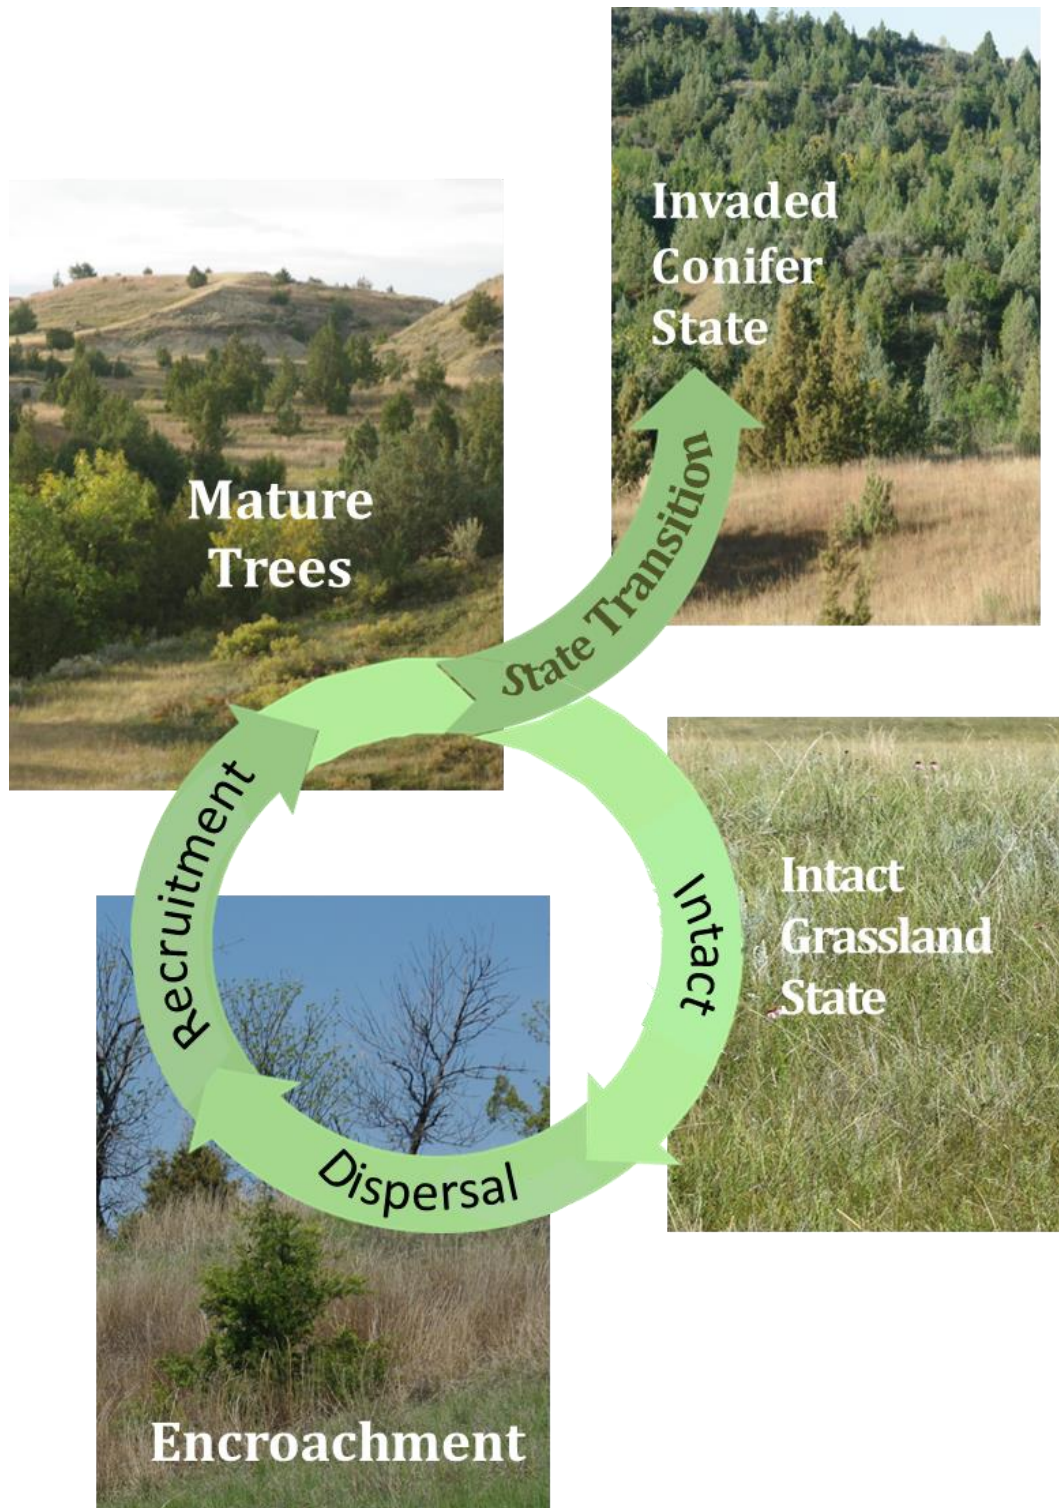 Invaded
Conifer
State
Mature
Trees
State Transition
Recruitment
Intact
Intact
Grassland
State
Dispersal
Encroachment